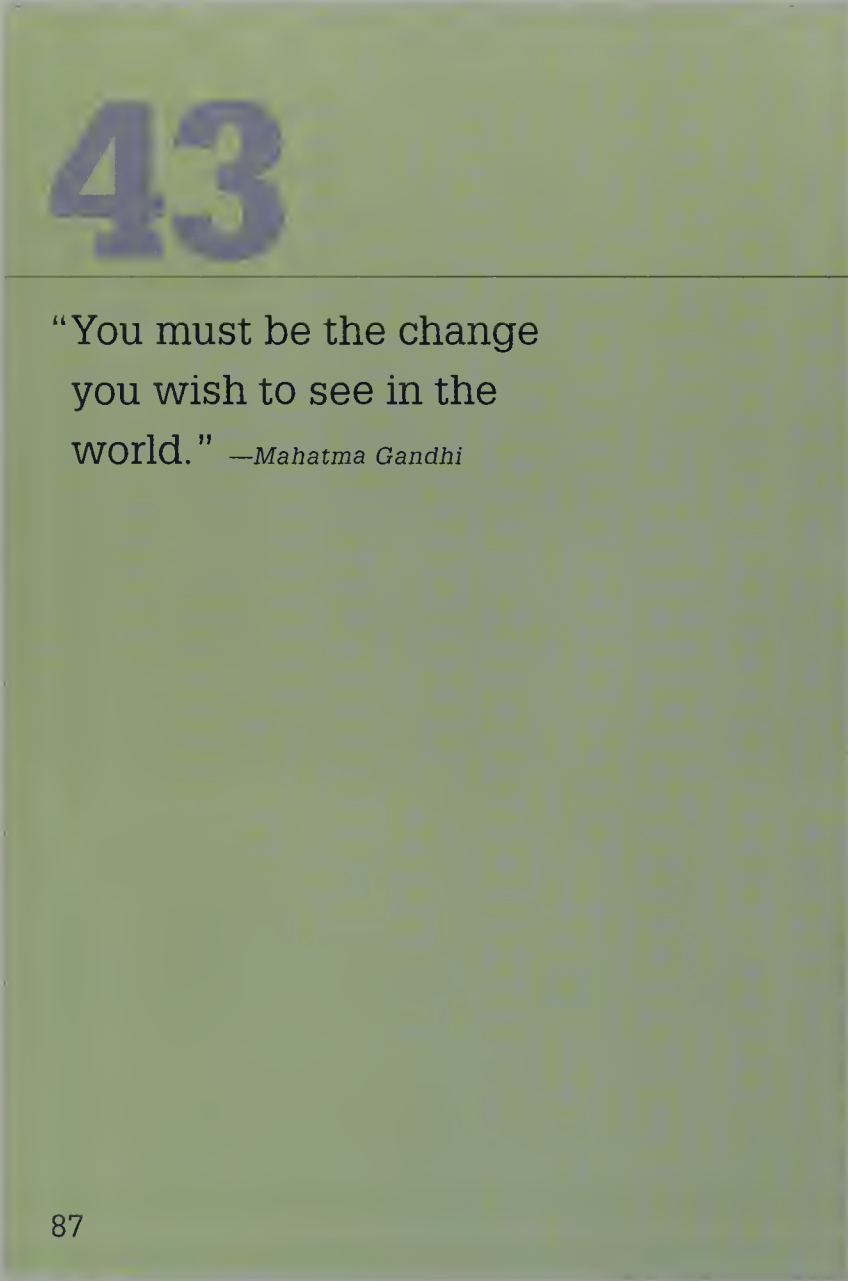 43
“You must be the change
you wish to see in the
world.” —Mahatma Gandhi
87